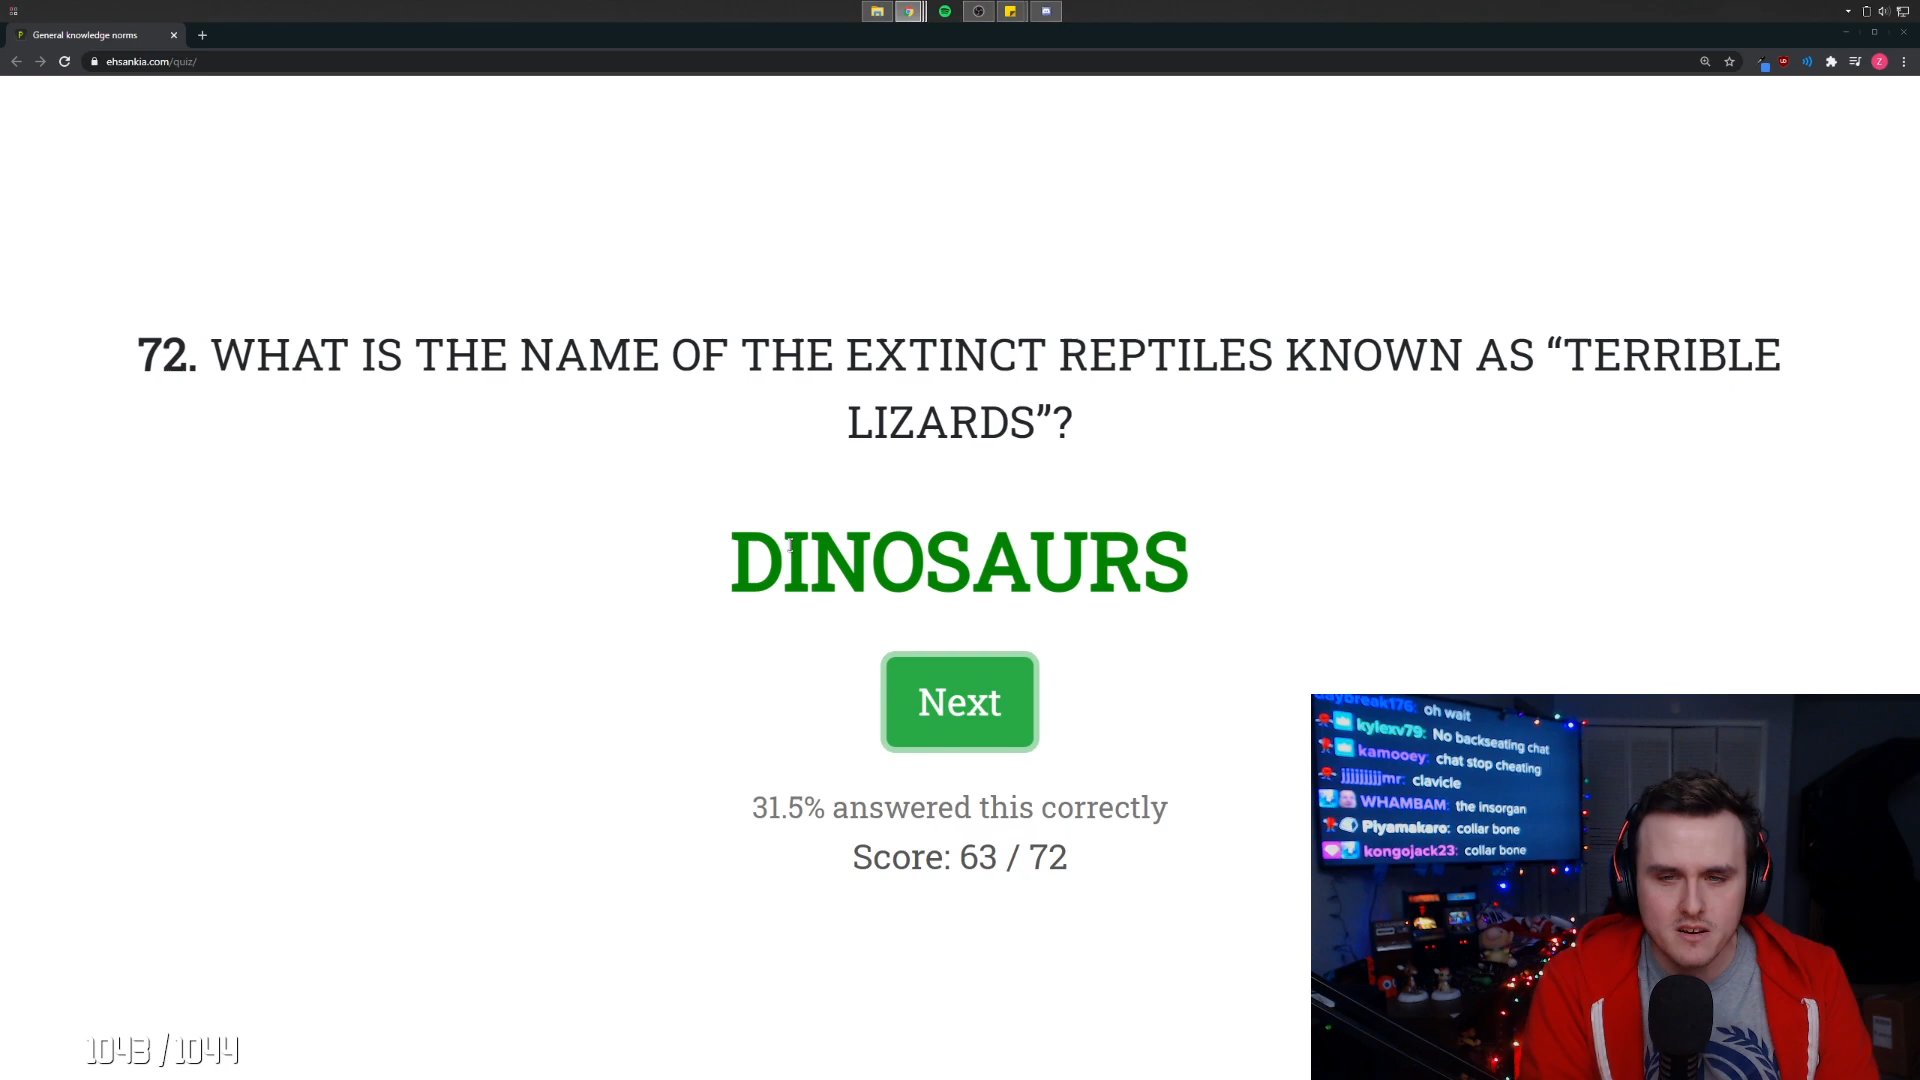 General knowledge norms
ehsankia.com/quiz/
Z
72. WHAT IS THE NAME OF THE EXTINCT REPTILES KNOWN AS “TERRIBLE
LIZARDS”?
DINOSAURS
Next
31.5% answered this correctly
Score: 63 / 72
daybreak176: oh wait
kylexv79: No backseating chat
kamooey: chat stop cheating
jjjjjjjjjmr: clavicle
WHAMBAM: the insorgan
Piyamakaro: collar bone
kongojack23: collar bone
1043 / 1044